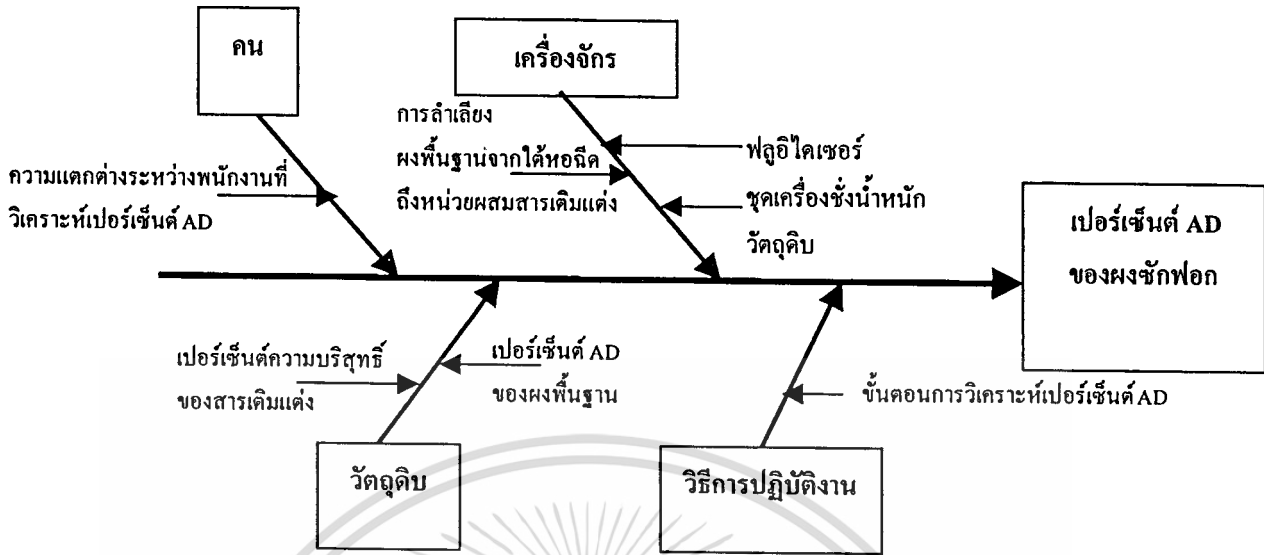 คน
เครื่องจักร
การลำเลียง
ผงพื้นฐานจากใต้หอฉีด
ถึงหน่วยผสมสารเติมแต่ง
ฟลูอิไดเซอร์
ชุดเครื่องชั่งน้ำหนัก
วัตถุดิบ
ความแตกต่างระหว่างพนักงานที่
วิเคราะห์เปอร์เซ็นต์ AD
เปอร์เซ็นต์ AD
ของผงซักฟอก
เปอร์เซ็นต์ความบริสุทธิ์
ของสารเติมแต่ง
เปอร์เซ็นต์ AD
ของผงพื้นฐาน
ขั้นตอนการวิเคราะห์เปอร์เซ็นต์ AD
วัตถุดิบ
วิธีการปฏิบัติงาน